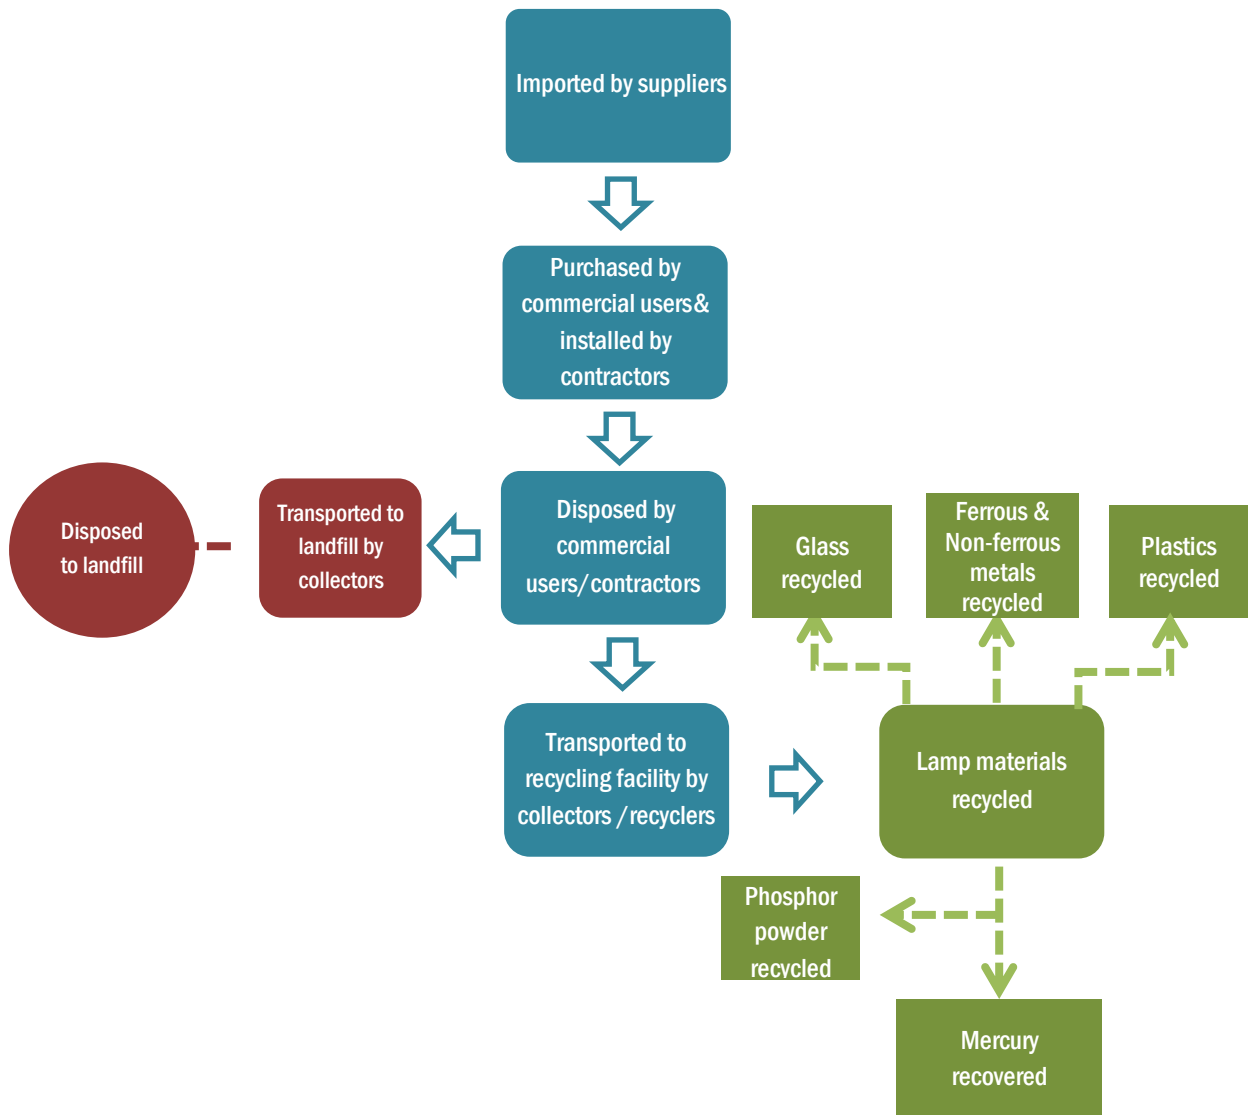 Imported by suppliers
Purchased by
commercial users&
installed by
contractors
Disposed
to landfill
Transported to
landfill by
collectors
Disposed by
commercial
users/contractors
Glass
recycled
Ferrous &
Non-ferrous
metals
recycled
Plastics
recycled
Transported to
recycling facility by
collectors /recyclers
Lamp materials
recycled
Phosphor
powder
recycled
Mercury
recovered